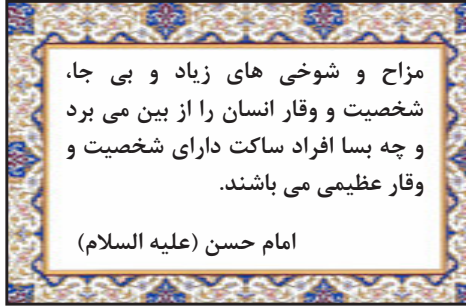 مزاح و شوخی های زیاد و بی جا،
شخصیت و وقار انسان را از بین می برد
و چه بسا افراد ساکت دارای شخصیت و
وقار عظیمی می باشند.
امام حسن (علیه السلام)